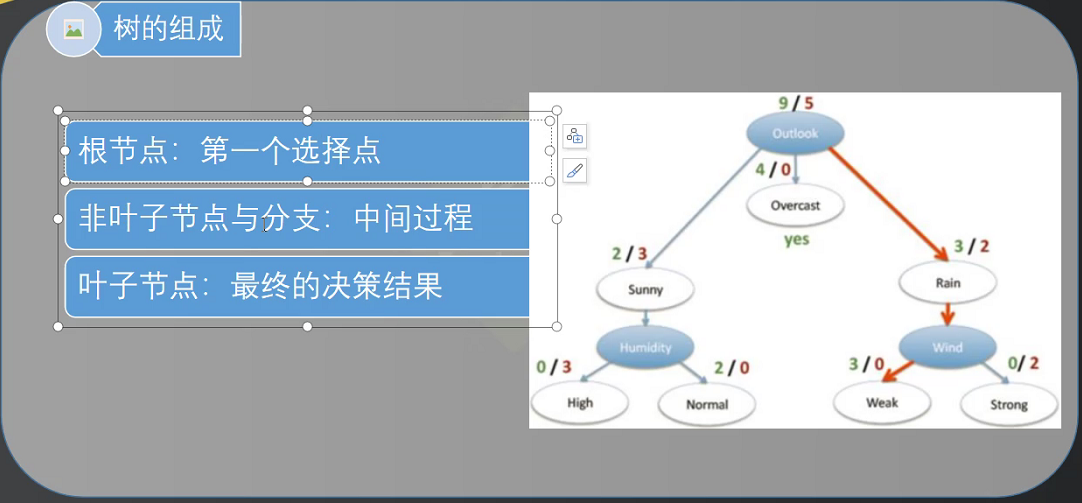 树的组成
根节点：第一个选择点
非叶子节点与分支：中间过程
叶子节点：最终的决策结果
9 / 5
Outlook
4 / 0
Overcast
yes
2 / 3
3 / 2
Sunny
Rain
Humidity
Wind
0 / 3
2 / 0
3 / 0
0/ 2
High
Normal
Weak
Strong